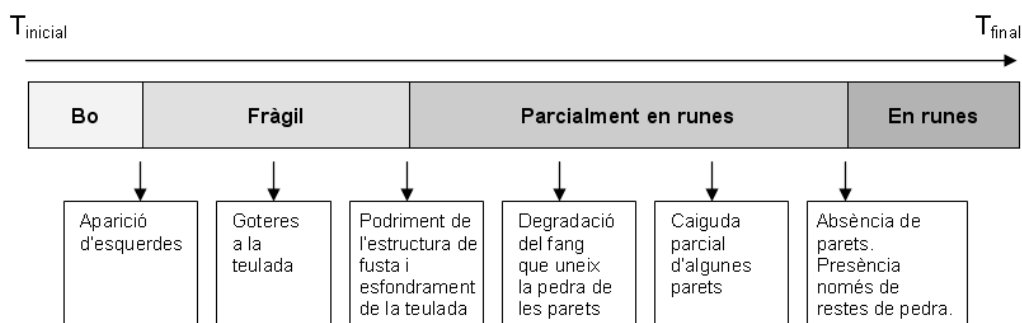 T inicial
T final
Bo
Fràgil
Parcialment en runes
En runes
Aparició
d'esquerdes
Goteres
a la
teulada
Podriment de
l'estructura de
fusta i
esfondrament
de la teulada
Degradació
del fang
que uneix
la pedra de
les parets
Caiguda
parcial
d'algunes
parets
Absència de
parets.
Presència
només de
restes de pedra.